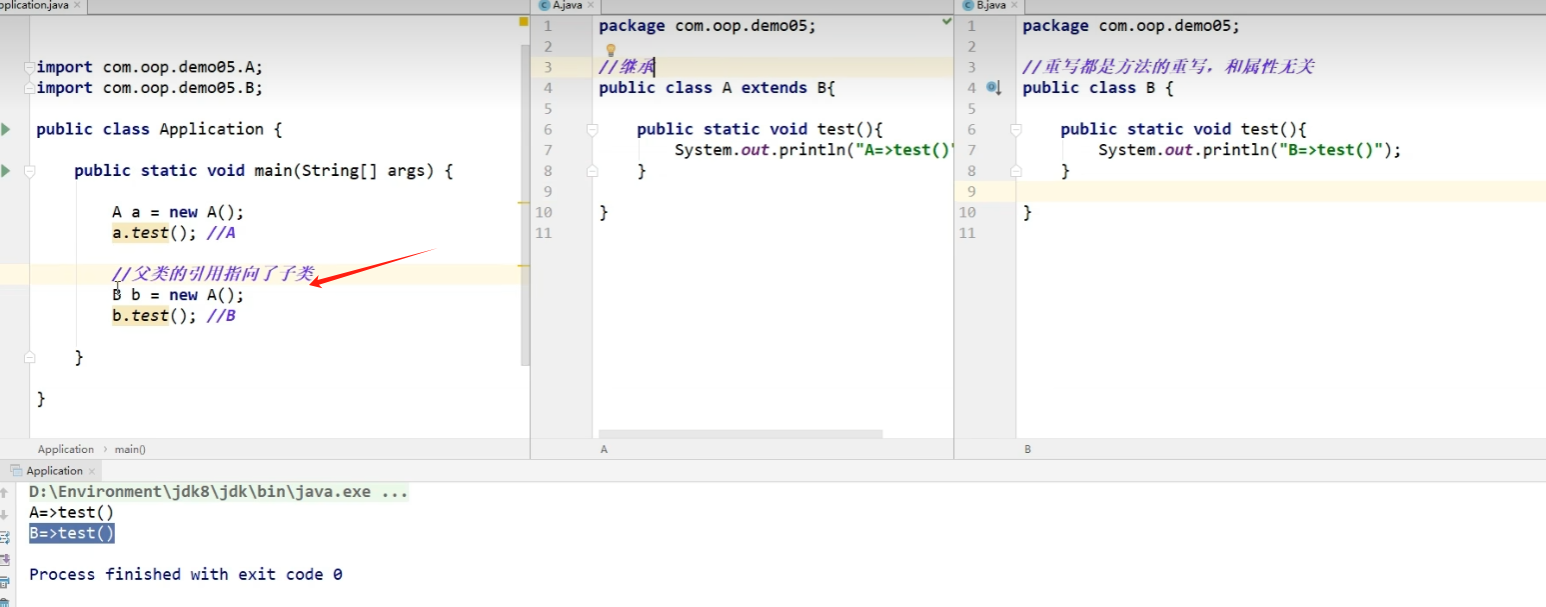 pplication.java ×
import com.oop.demo05.A;
import com.oop.demo05.B;
public class Application {
public static void main(String[] args) {
A a = new A();
a.test(); //A
//父类的引用指向了子类
B b = new A();
b.test(); //B
}
}
Application › main()
A.java ×
1 package com.oop.demo05;
2
3 //继承
4 public class A extends B{
5
6 public static void test(){
7 System.out.println("A=>test()"
8 }
9
10 }
11
A
B.java ×
1 package com.oop.demo05;
2
3 //重写都是方法的重写，和属性无关
4 public class B {
5
6 public static void test(){
7 System.out.println("B=>test()");
8 }
9
10 }
11
B
Application ×
D:\Environment\jdk8\jdk\bin\java.exe ...
A=>test()
B=>test()
Process finished with exit code 0